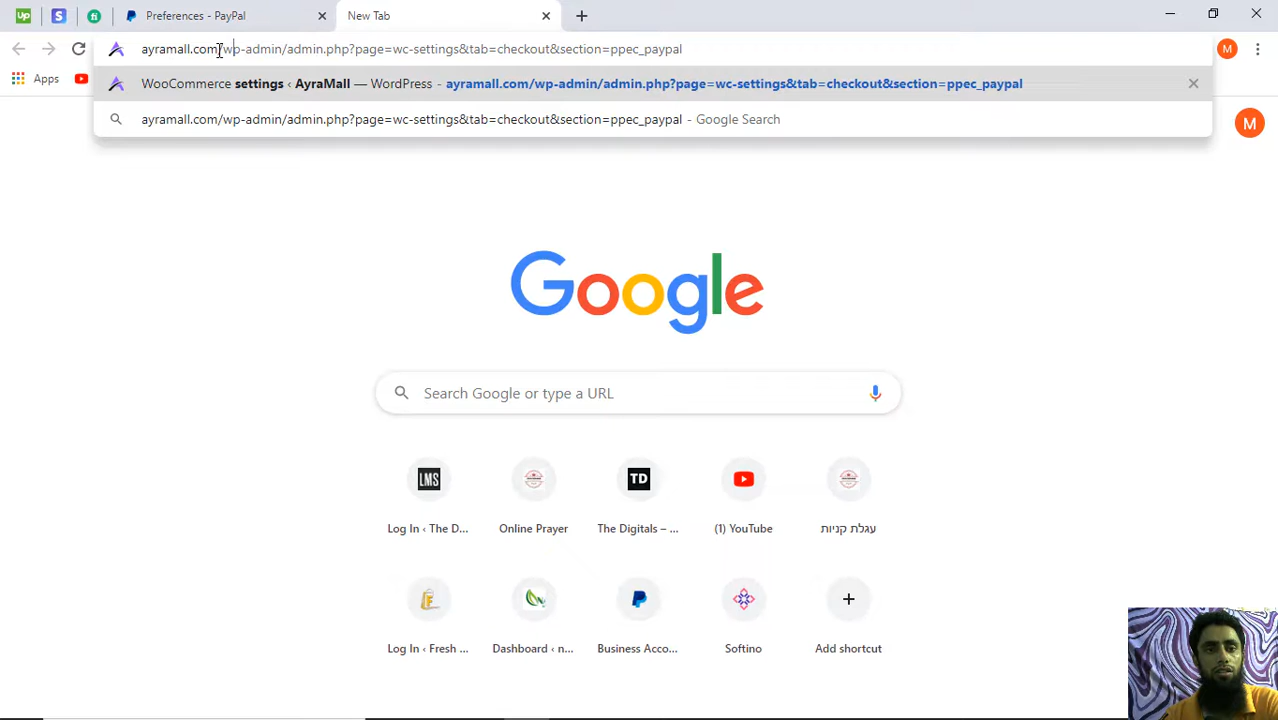 Up
S
fi
Preferences - PayPal
New Tab
ayramall.com/wp-admin/admin.php?page=wc-settings&tab=checkout&section=ppec_paypal
M
Apps
WooCommerce settings ‹ AyraMall — WordPress - ayramall.com/wp-admin/admin.php?page=wc-settings&tab=checkout&section=ppec_paypal
ayramall.com/wp-admin/admin.php?page=wc-settings&tab=checkout&section=ppec_paypal - Google Search
M
Google
Search Google or type a URL
LMS
TD
Log In ‹ The D...
Online Prayer
The Digitals – ...
(1) YouTube
עגלת קניות
Log In ‹ Fresh ...
Dashboard ‹ n...
Business Acco...
Softino
Add shortcut